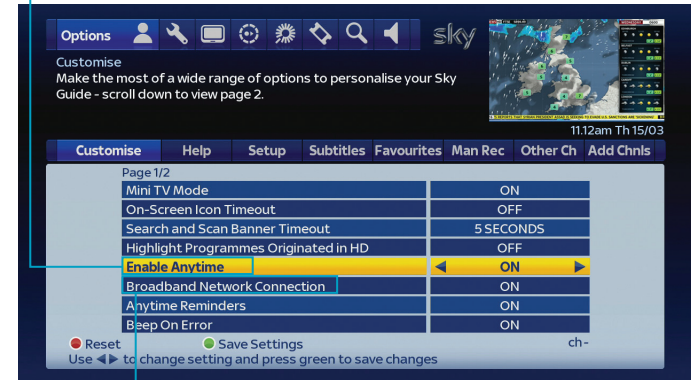 Options
sky
Customise
Make the most of a wide range of options to personalise your Sky
Guide - scroll down to view page 2.
11.12am Th 15/03
Customise Help Setup Subtitles Favourites Man Rec Other Ch Add Chnls
Page 1/2
Mini TV Mode ON
On-Screen Icon Timeout OFF
Search and Scan Banner Timeout 5 SECONDS
Highlight Programmes Originated in HD OFF
Enable Anytime ON
Broadband Network Connection ON
Anytime Reminders ON
Beep On Error ON
Reset Save Settings ch-
Use ◀▶ to change setting and press green to save changes